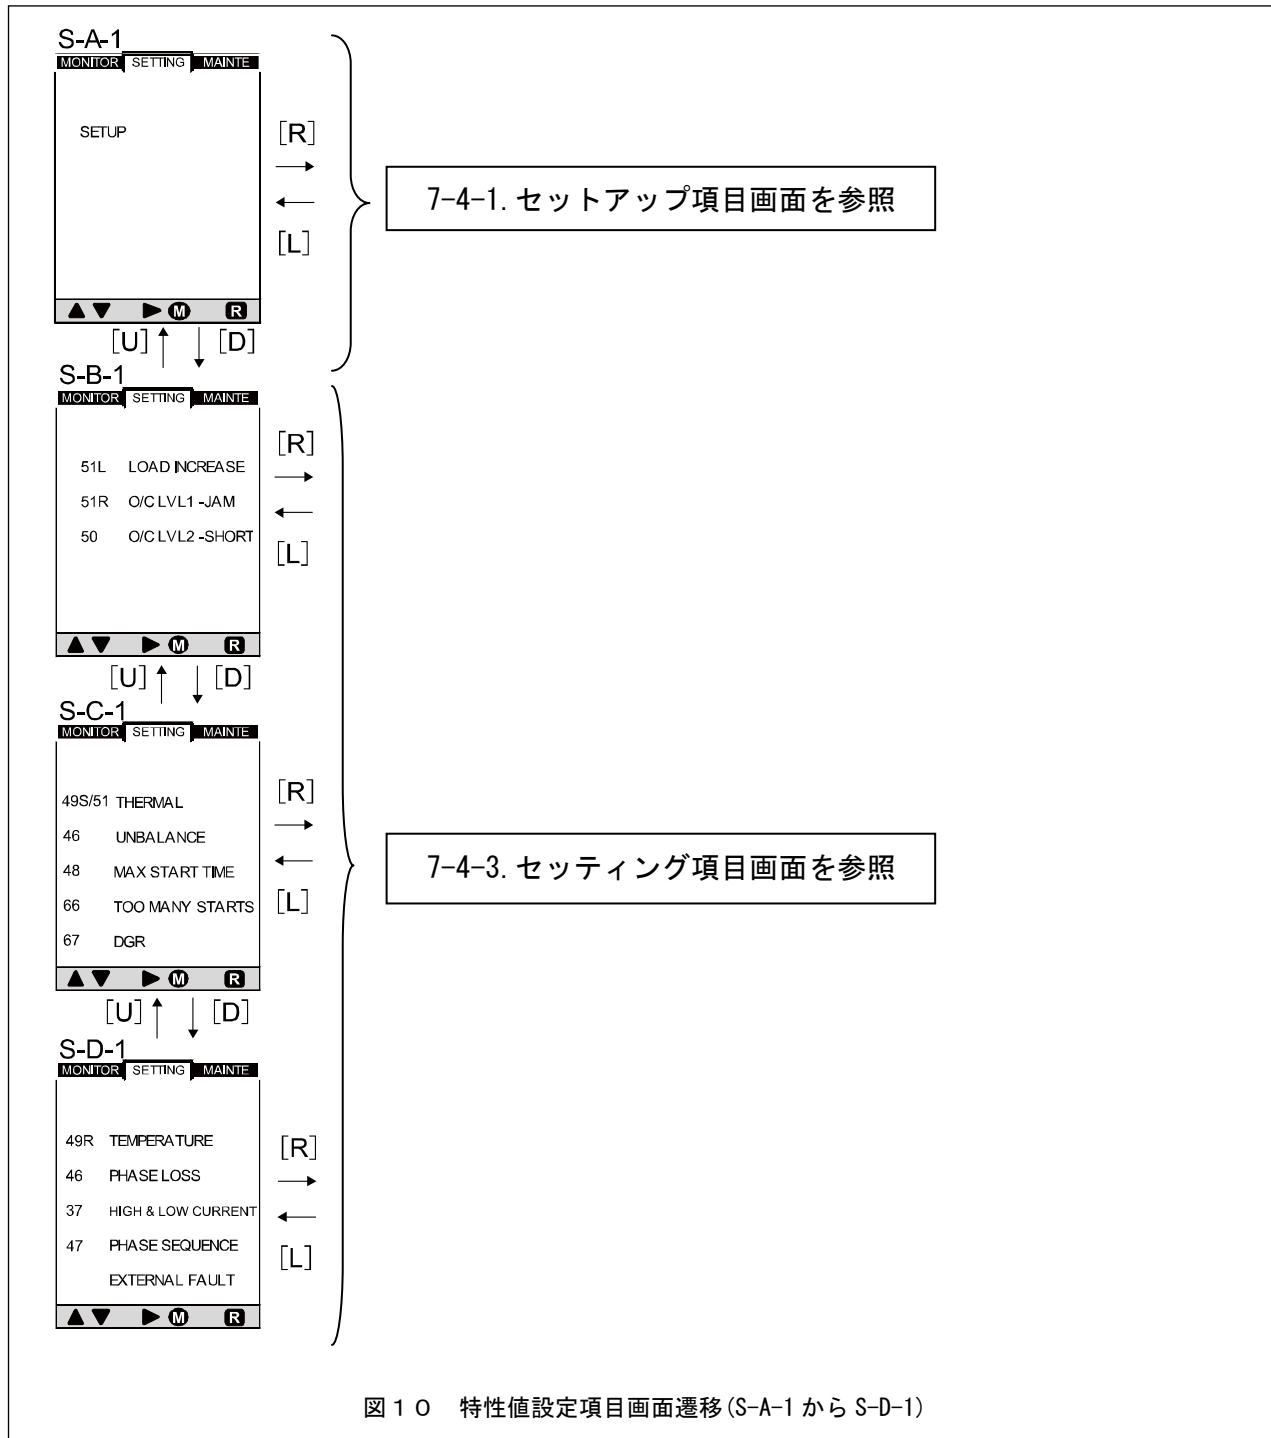 S-A-1
MONITOR SETTING MAINTE
SETUP
[R]
[L]
7-4-1. セットアップ項目画面を参照
M R
[U] [D]
S-B-1
MONITOR SETTING MAINTE
51L LOAD INCREASE
51R O/C LVL1 -JAM
50 O/C LVL2 -SHORT
[R]
[L]
M R
[U] [D]
S-C-1
MONITOR SETTING MAINTE
49S/51 THERMAL
46 UNBALANCE
48 MAX START TIME
66 TOO MANY STARTS
67 DGR
[R]
[L]
7-4-3. セッティング項目画面を参照
M R
[U] [D]
S-D-1
MONITOR SETTING MAINTE
49R TEMPERATURE
46 PHASE LOSS
37 HIGH & LOW CURRENT
47 PHASE SEQUENCE
EXTERNAL FAULT
[R]
[L]
M R
図１０ 特性値設定項目画面遷移(S-A-1 から S-D-1)